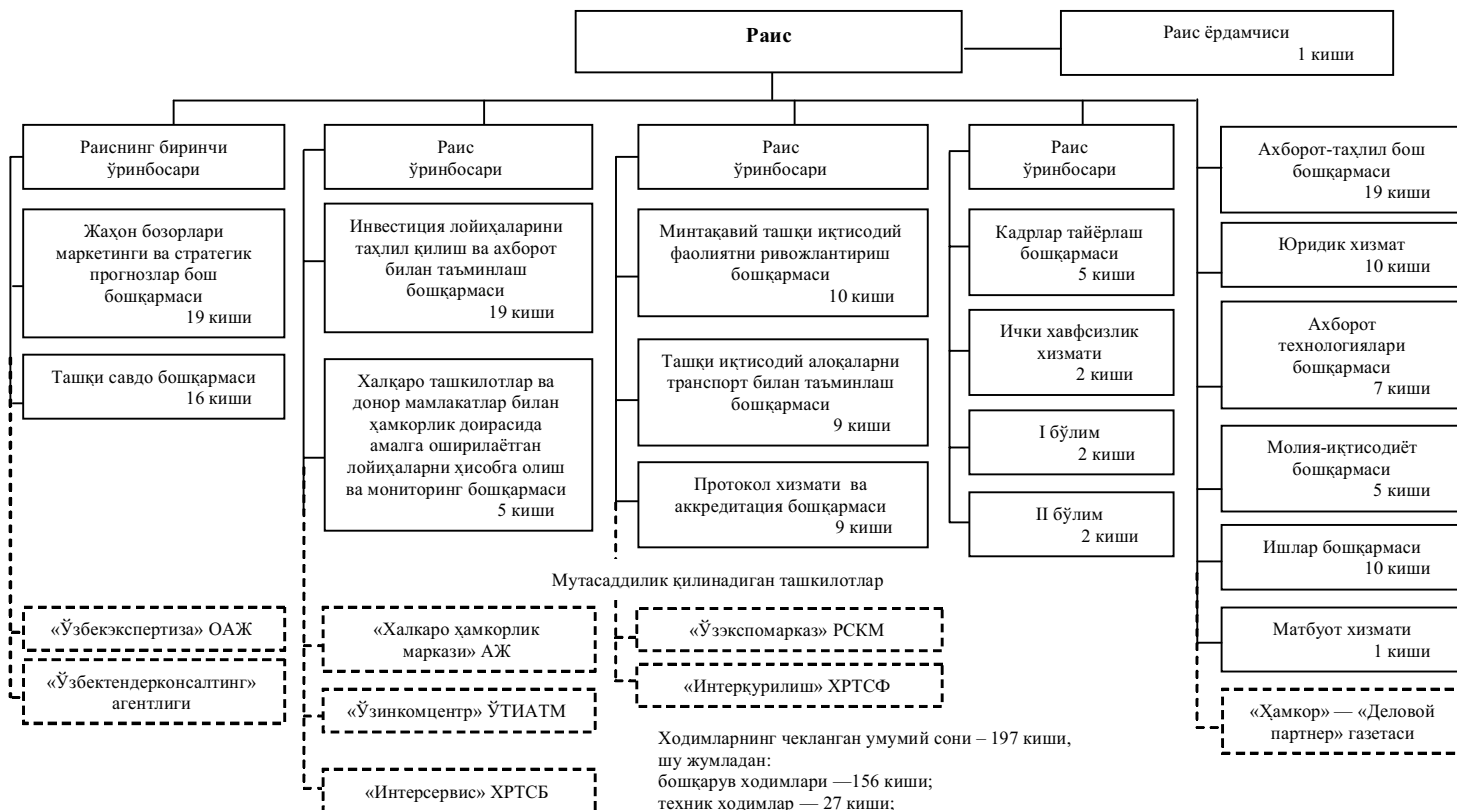 Раис
Раис ёрдамчиси
1 киши
Раиснинг биринчи
ўринбосари
Жаҳон бозорлари
маркетинги ва стратегик
прогнозлар бош
бошқармаси
19 киши
Ташқи савдо бошқармаси
16 киши
Раис
ўринбосари
Инвестиция лойиҳаларини
таҳлил қилиш ва ахборот
билан таъминлаш
бошқармаси
19 киши
Халқаро ташкилотлар ва
донор мамлакатлар билан
ҳамкорлик доирасида
амалга оширилаётган
лойиҳаларни ҳисобга олиш
ва мониторинг бошқармаси
5 киши
Раис
ўринбосари
Минтақавий ташқи иқтисодий
фаолиятни ривожлантириш
бошқармаси
10 киши
Ташқи иқтисодий алоқаларни
транспорт билан таъминлаш
бошқармаси
9 киши
Протокол хизмати ва
аккредитация бошқармаси
9 киши
Раис
ўринбосари
Кадрлар тайёрлаш
бошқармаси
5 киши
Ички хавфсизлик
хизмати
2 киши
I бўлим
2 киши
II бўлим
2 киши
Ахборот-таҳлил бош
бошқармаси
19 киши
Юридик хизмат
10 киши
Ахборот
технологиялари
бошқармаси
7 киши
Молия-иқтисодиёт
бошқармаси
5 киши
Ишлар бошқармаси
10 киши
Матбуот хизмати
1 киши
Мутасаддилик қилинадиган ташкилотлар
«Ўзбекэкспертиза» ОАЖ
«Ўзбектендерконсалтинг»
агентлиги
«Халкаро ҳамкорлик
маркази» АЖ
«Ўзинкомцентр» ЎТИАТМ
«Интерсервис» ХРТСБ
«Ўзэкспомарказ» РСКМ
«Интерқурилиш» ХРТСФ
«Ҳамкор» — «Деловой
партнер» газетаси
Ходимларнинг чекланган умумий сони – 197 киши,
шу жумладан:
бошқарув ходимлари —156 киши;
техник ходимлар — 27 киши;